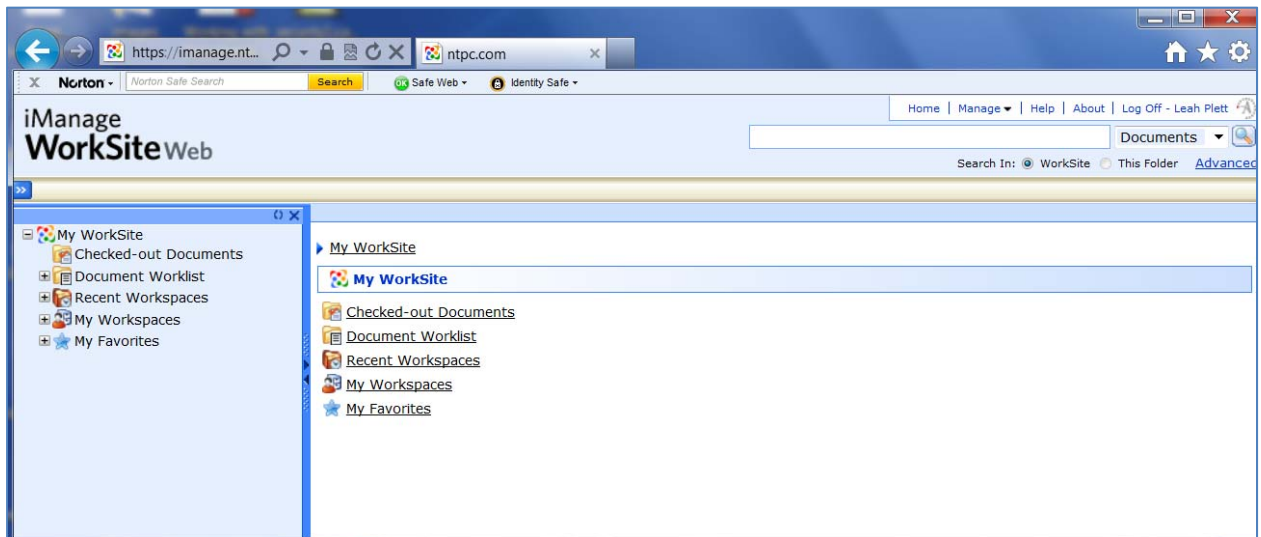 https://imanage.nt... ntpc.com
X Norton Norton Safe Search Search OK Safe Web Identity Safe
iManage
WorkSite Web
Home | Manage | Help | About | Log Off - Leah Plett
Documents
Search In: WorkSite This Folder Advanced
My WorkSite
Checked-out Documents
Document Worklist
Recent Workspaces
My Workspaces
My Favorites
My WorkSite
My WorkSite
Checked-out Documents
Document Worklist
Recent Workspaces
My Workspaces
My Favorites